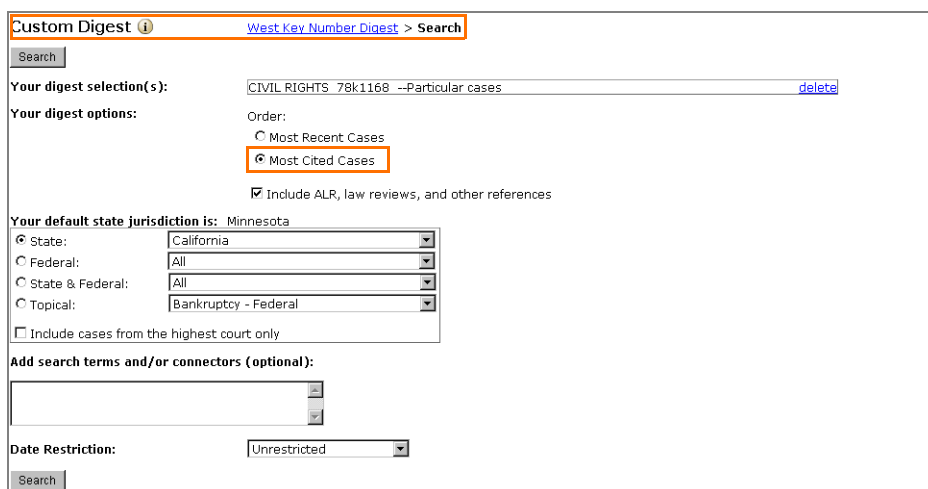 Custom Digest i West Key Number Digest > Search
Search
Your digest selection(s): CIVIL RIGHTS 78k1168 --Particular cases delete
Your digest options: Order:
Most Recent Cases
Most Cited Cases
Include ALR, law reviews, and other references
Your default state jurisdiction is: Minnesota
State: California
Federal: All
State & Federal: All
Topical: Bankruptcy - Federal
Include cases from the highest court only
Add search terms and/or connectors (optional):
Date Restriction: Unrestricted
Search